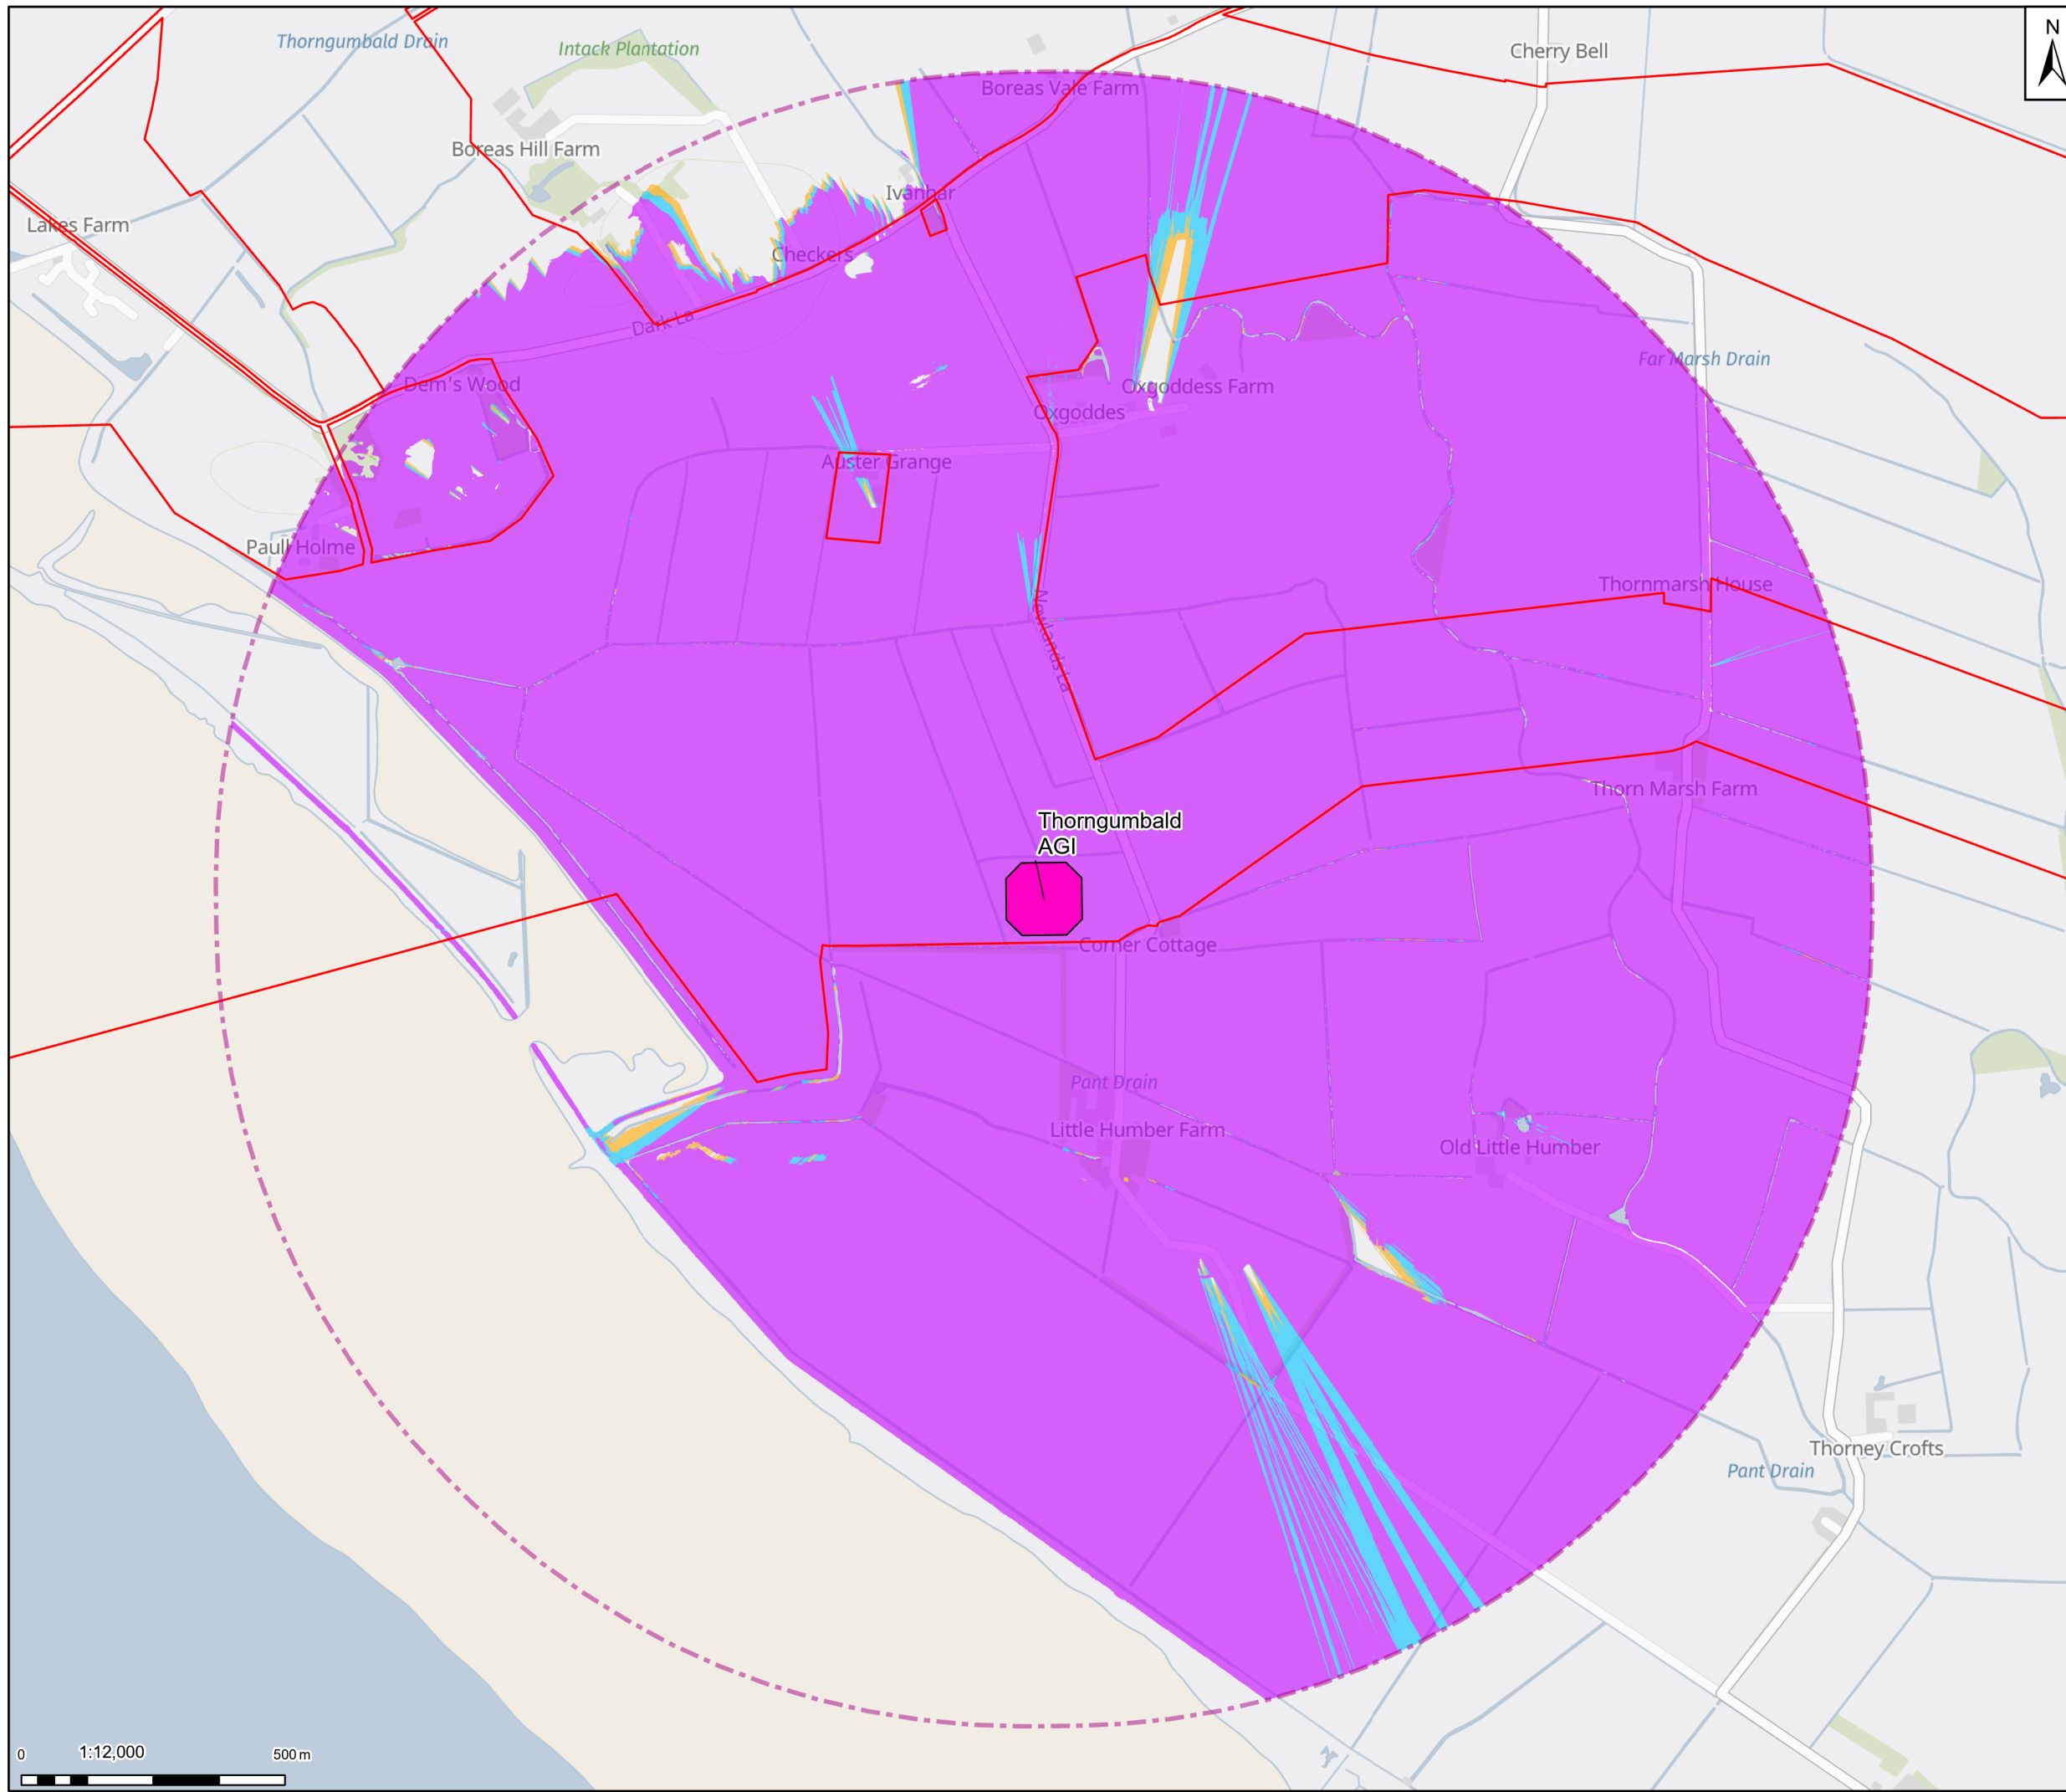 N
Thorngumbald Drain
Intack Plantation
Cherry Bell
Boreas Vale Farm
Boreas Hill Farm
Ivanhar
Lakes Farm
Checkers
Dark La
Far Marsh Drain
Dem's Wood
Oxgoddess Farm
Oxgoddes
Auster Grange
Paull Holme
Thornmarsh House
Newlands La
Thorn Marsh Farm
Thorngumbald
AGI
Corner Cottage
Pant Drain
Little Humber Farm
Old Little Humber
Thorney Crofts
Pant Drain
0 1:12,000 500 m